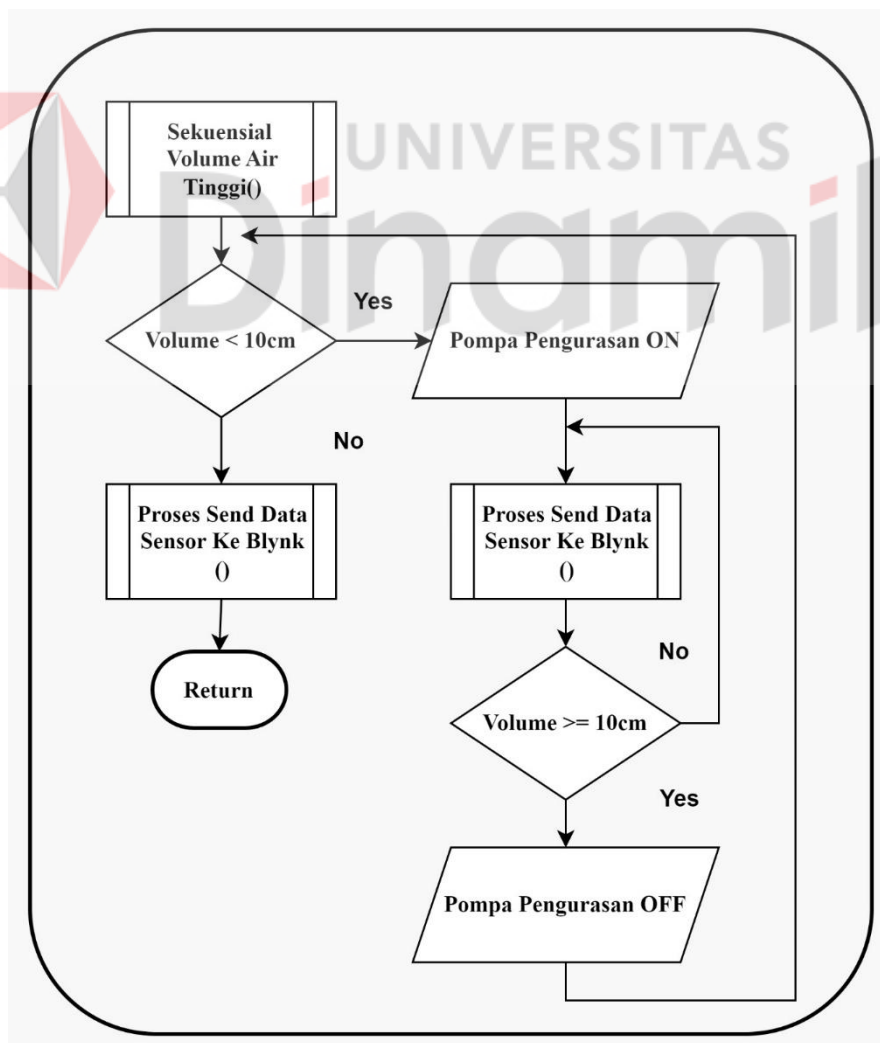 UNIVERSITAS
Dinamik
Sekuensial
Volume Air
Tinggi()
Volume < 10cm
Yes
Pompa Pengurasan ON
No
Proses Send Data
Sensor Ke Blynk
()
Return
Proses Send Data
Sensor Ke Blynk
()
No
Volume >= 10cm
Yes
Pompa Pengurasan OFF